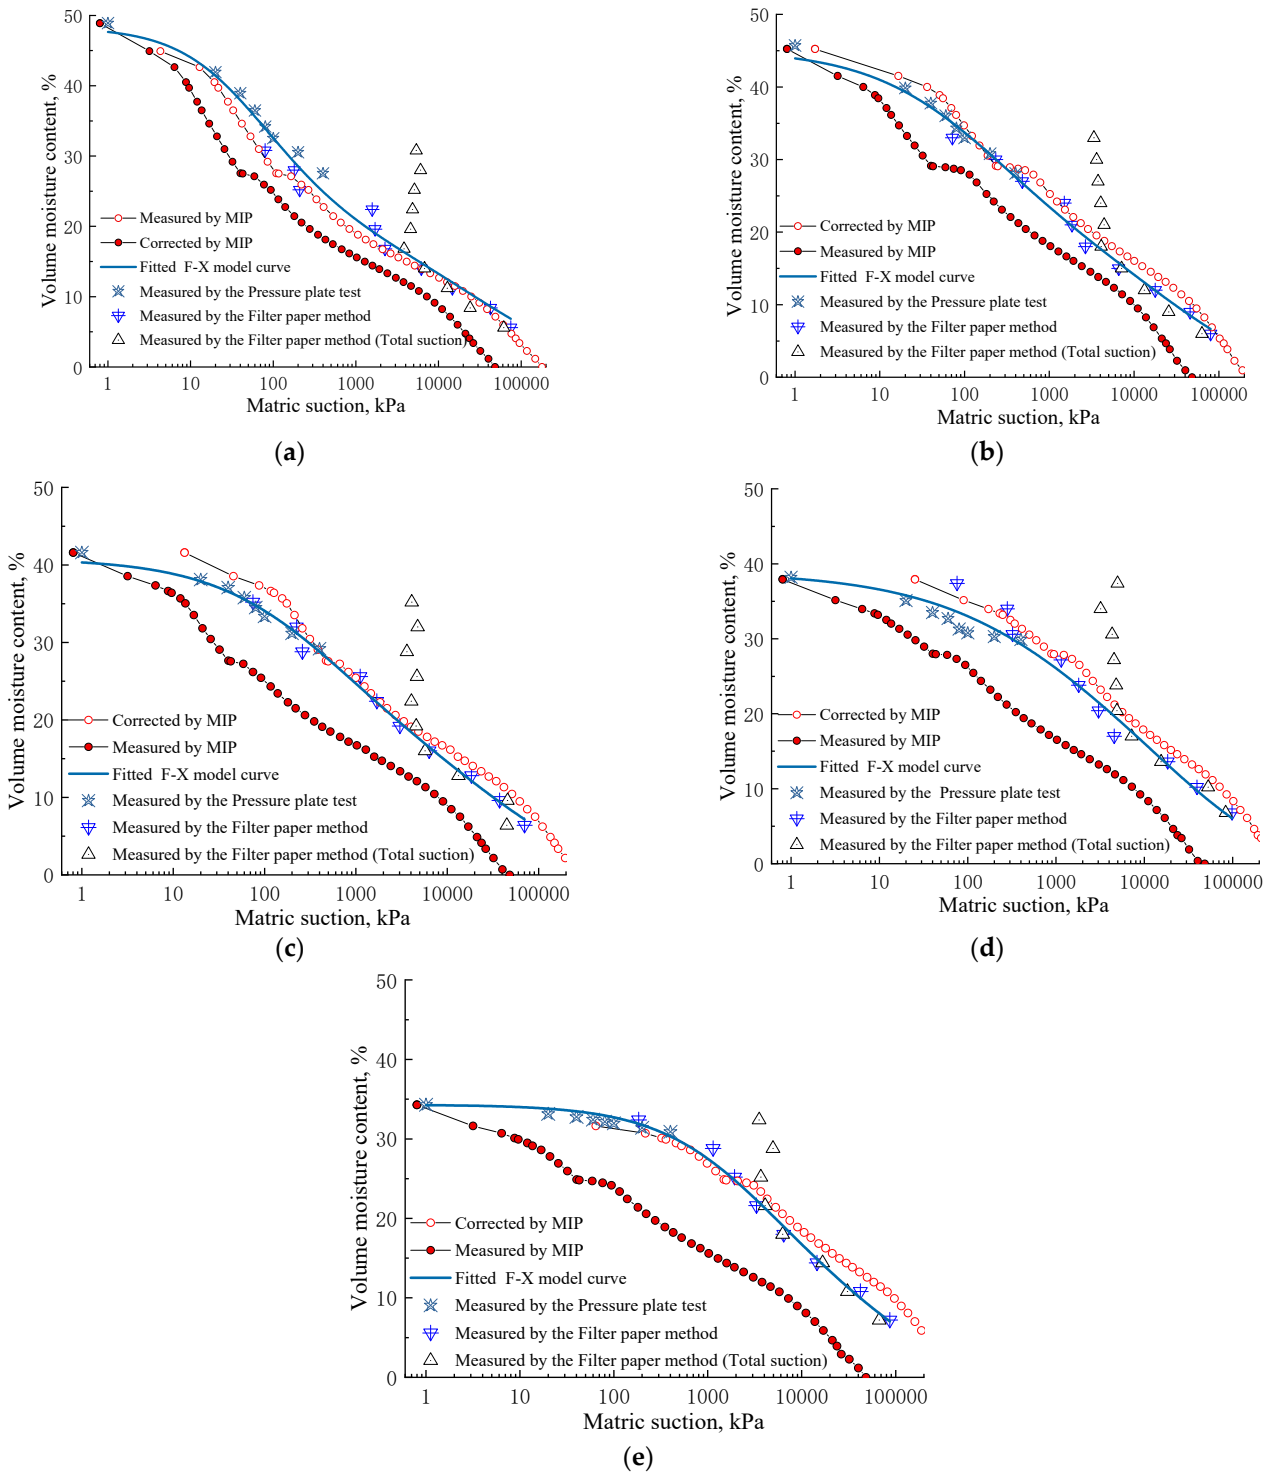 50
40
30
20
10
0
Volume moisture content, %
Measured by MIP
Corrected by MIP
Fitted F-X model curve
Measured by the Pressure plate test
Measured by the Filter paper method
Measured by the Filter paper method (Total suction)
1 10 100 1000 10000 100000
Matric suction, kPa
(a)
50
40
30
20
10
0
Volume moisture content, %
Corrected by MIP
Measured by MIP
Fitted F-X model curve
Measured by the Pressure plate test
Measured by the Filter paper method
Measured by the Filter paper method (Total suction)
1 10 100 1000 10000 100000
Matric suction, kPa
(b)
50
40
30
20
10
0
Volume moisture content, %
Corrected by MIP
Measured by MIP
Fitted F-X model curve
Measured by the Pressure plate test
Measured by the Filter paper method
Measured by the Filter paper method (Total suction)
1 10 100 1000 10000 100000
Matric suction, kPa
(c)
50
40
30
20
10
0
Volume moisture content, %
Corrected by MIP
Measured by MIP
Fitted F-X model curve
Measured by the Pressure plate test
Measured by the Filter paper method
Measured by the Filter paper method (Total suction)
1 10 100 1000 10000 100000
Matric suction, kPa
(d)
50
40
30
20
10
0
Volume moisture content, %
Corrected by MIP
Measured by MIP
Fitted F-X model curve
Measured by the Pressure plate test
Measured by the Filter paper method
Measured by the Filter paper method (Total suction)
1 10 100 1000 10000 100000
Matric suction, kPa
(e)